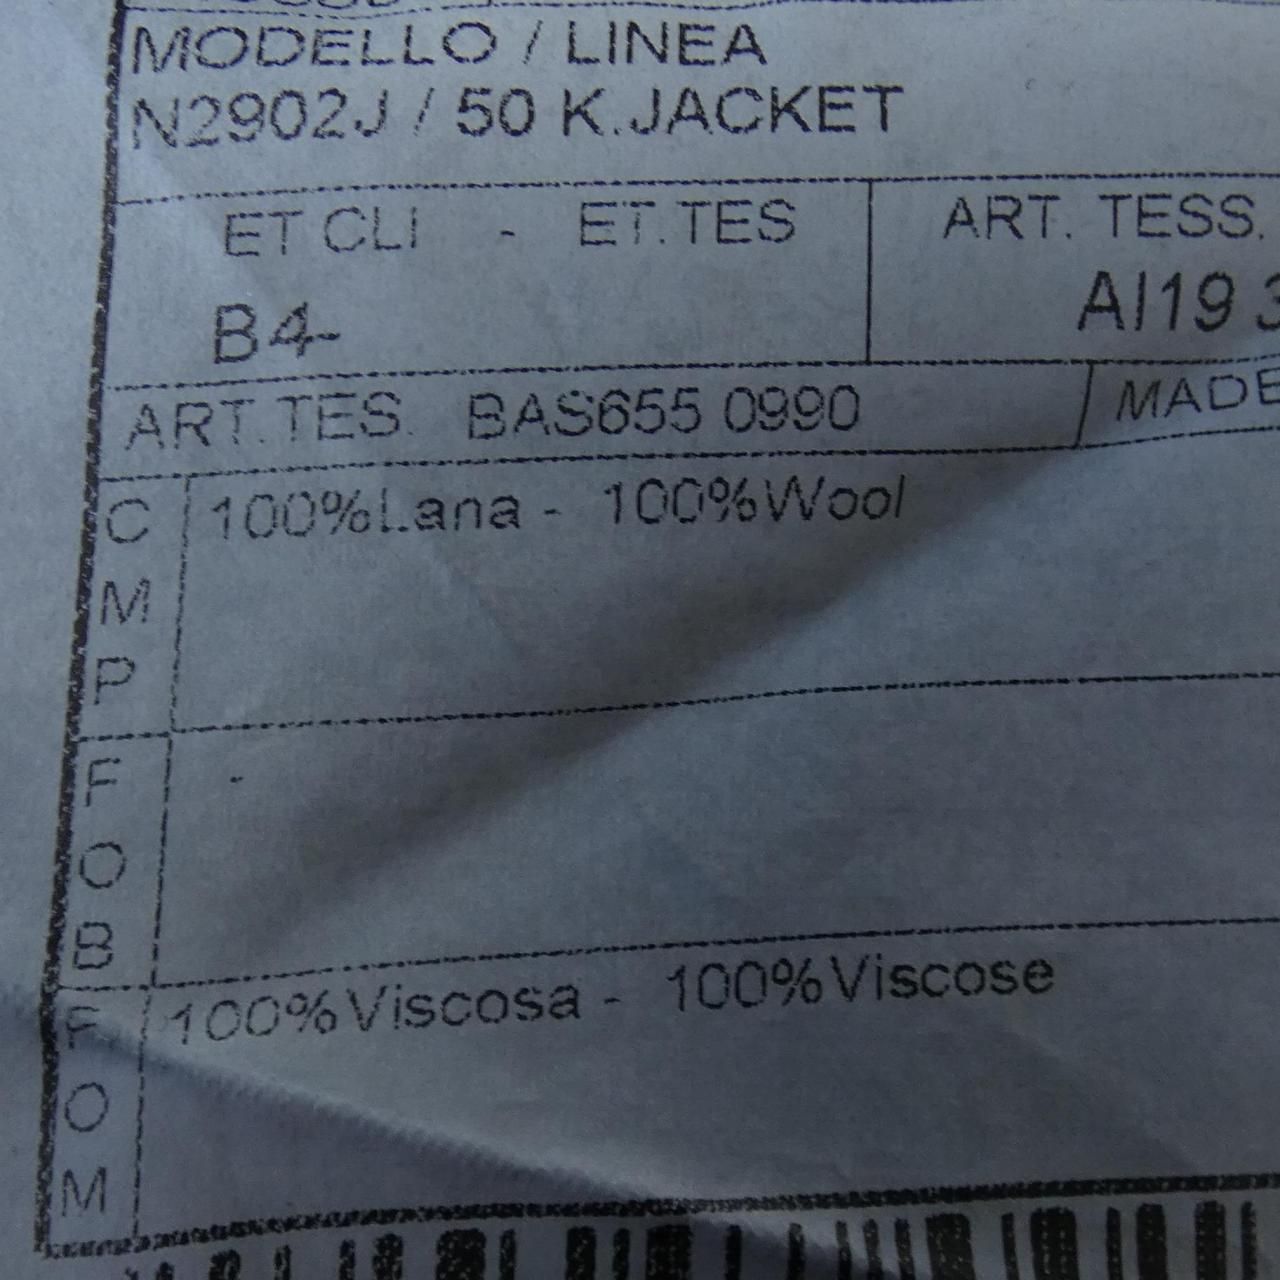 MODELLO / LINEA
N2902J / 50 K.JACKET
ET CLI - ET.TES ART. TESS.
B4- AI19
ART.TES. BAS655 0990 MADE
C M P
100%Lana - 100%Wool
F O B
-
F O M
100%Viscosa - 100%Viscose